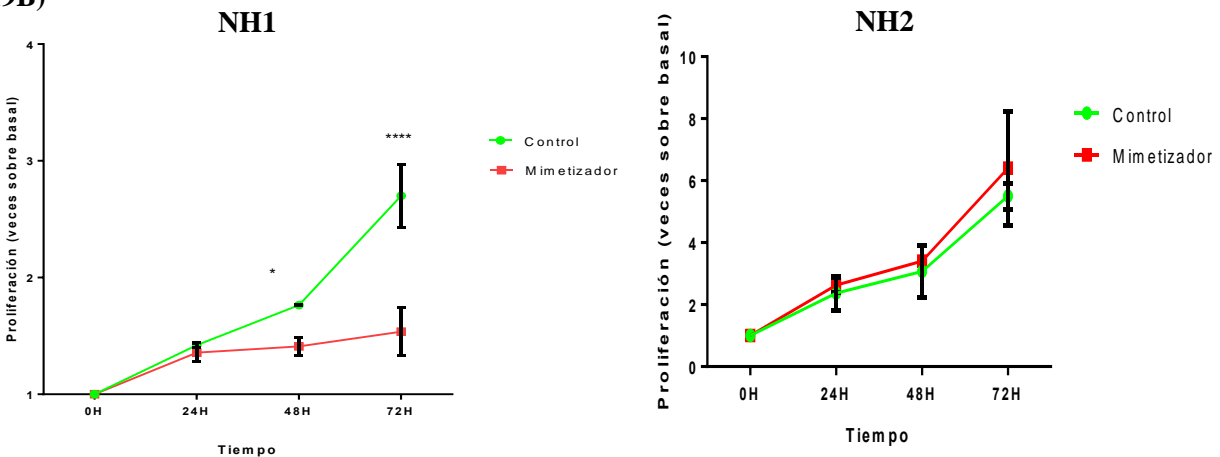 9B)
NH1
Proliferación (veces sobre basal)
4
3
2
1
*
****
0H 24H 48H 72H
Tiempo
Control
Mimetizador
NH2
Proliferación (veces sobre basal)
10
8
6
4
2
0
0H 24H 48H 72H
Tiempo
Control
Mimetizador